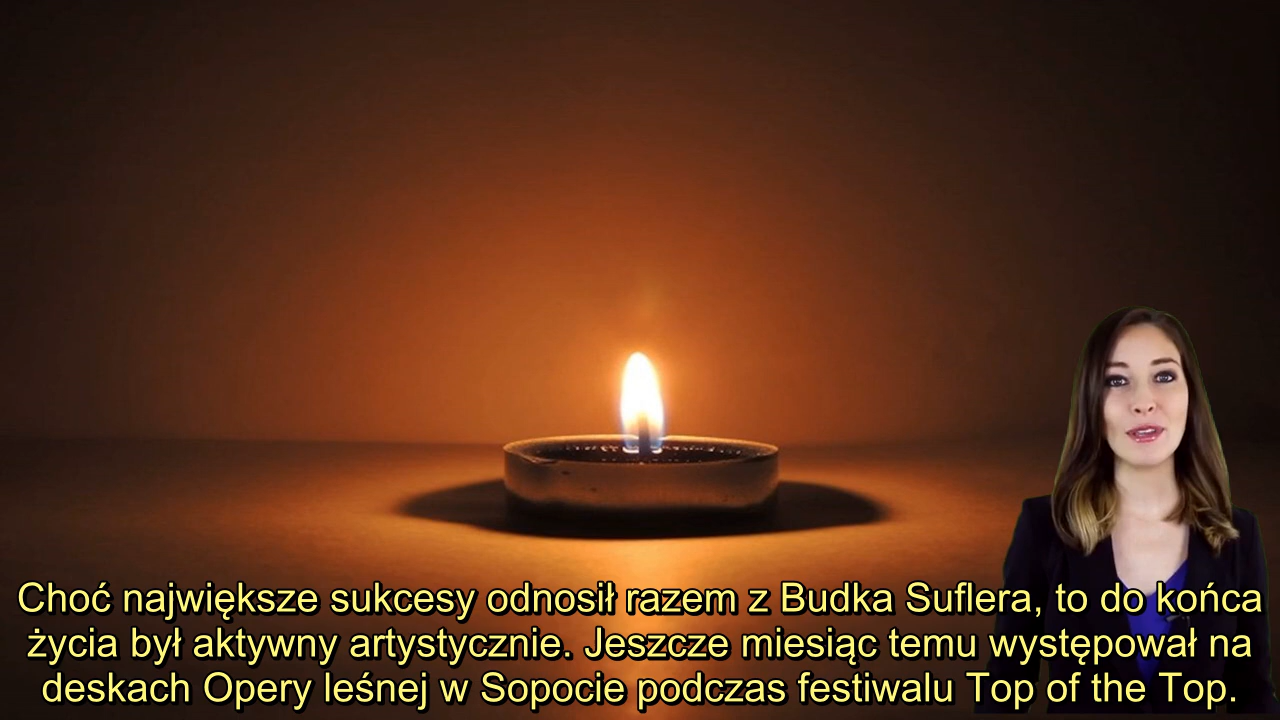 Choć największe sukcesy odnosił razem z Budka Suflera, to do końca
życia był aktywny artystycznie. Jeszcze miesiąc temu występował na
deskach Opery leśnej w Sopocie podczas festiwalu Top of the Top.